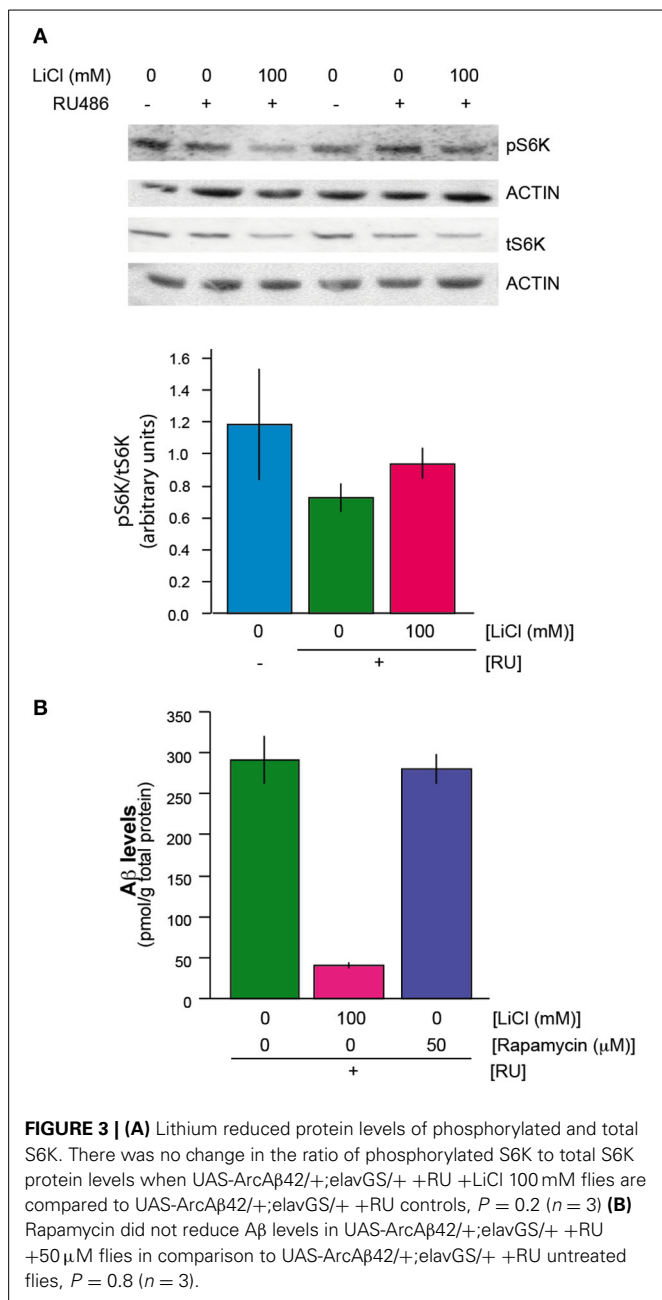 A
LiCl (mM) 0 0 100 0 0 100
RU486 - + + - + +
pS6K
ACTIN
tS6K
ACTIN
pS6K/tS6K
(arbitrary units)
1.6
1.4
1.2
1.0
0.8
0.6
0.4
0.2
0.0
0 0 100 [LiCl (mM)]
- + [RU]
B
Aβ levels
(pmol/g total protein)
350
300
250
200
150
100
50
0
0 100 0 [LiCl (mM)]
0 0 50 [Rapamycin (μM)]
+ [RU]
FIGURE 3 | (A) Lithium reduced protein levels of phosphorylated and total
S6K. There was no change in the ratio of phosphorylated S6K to total S6K
protein levels when UAS-ArcAβ42/+;elavGS/+ +RU +LiCl 100 mM flies are
compared to UAS-ArcAβ42/+;elavGS/+ +RU controls, P = 0.2 (n = 3) (B)
Rapamycin did not reduce Aβ levels in UAS-ArcAβ42/+;elavGS/+ +RU
+50 μM flies in comparison to UAS-ArcAβ42/+;elavGS/+ +RU untreated
flies, P = 0.8 (n = 3).